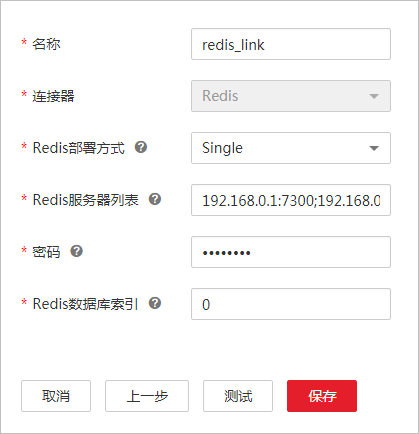 * 名称 redis_link
* 连接器 Redis
* Redis部署方式 ? Single
* Redis服务器列表 ? 192.168.0.1:7300;192.168.0
* 密码 ? ••••••••
* Redis数据库索引 ? 0
取消 上一步 测试 保存